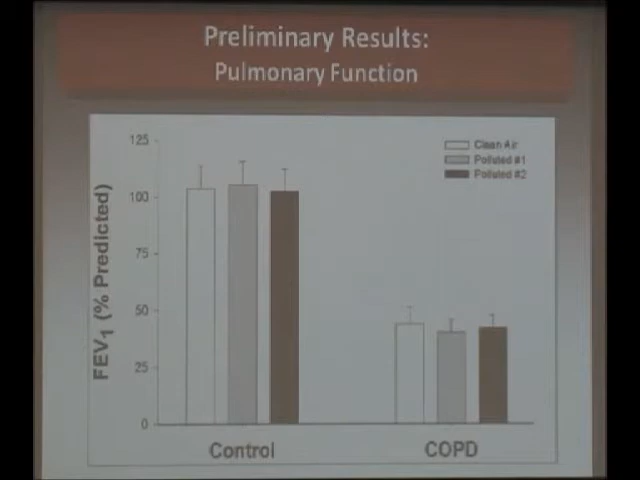 Preliminary Results:
Pulmonary Function
125
100
75
50
25
0
FEV1 (% Predicted)
Clean Air
Polluted #1
Polluted #2
Control
COPD